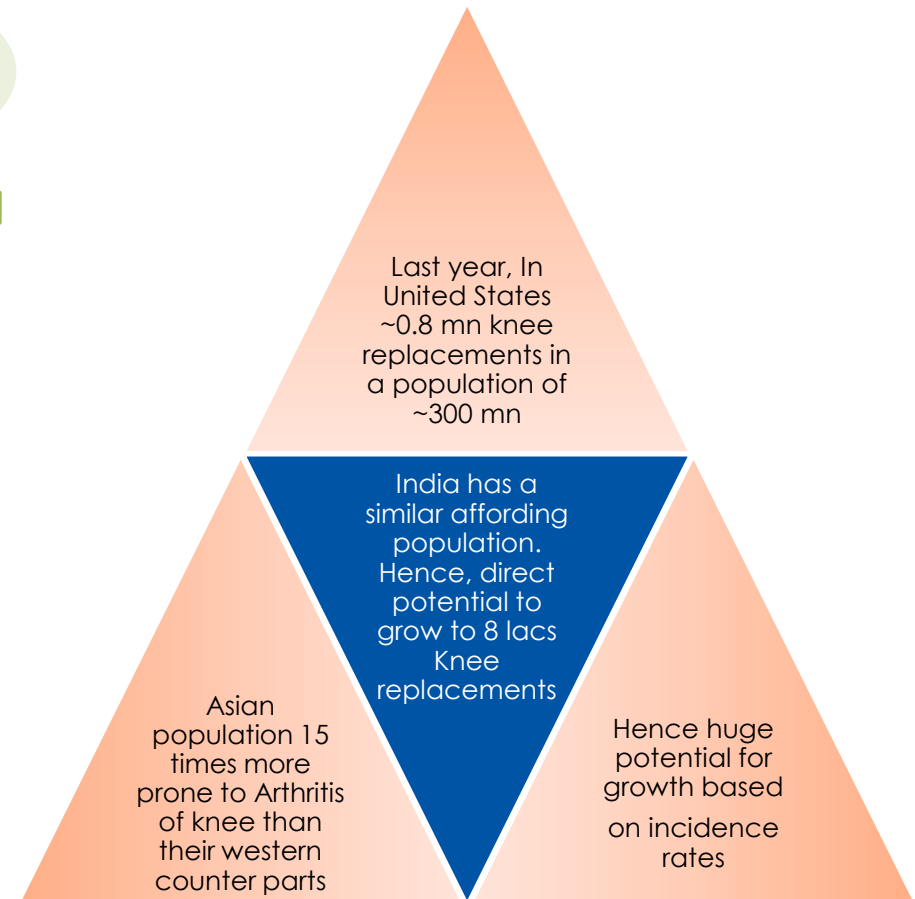 Last year, In
United States
~0.8 mn knee
replacements in
a population of
~300 mn
India has a
similar affording
population.
Hence, direct
potential to
grow to 8 lacs
Knee
replacements
Asian
population 15
times more
prone to Arthritis
of knee than
their western
counter parts
Hence huge
potential for
growth based
on incidence
rates